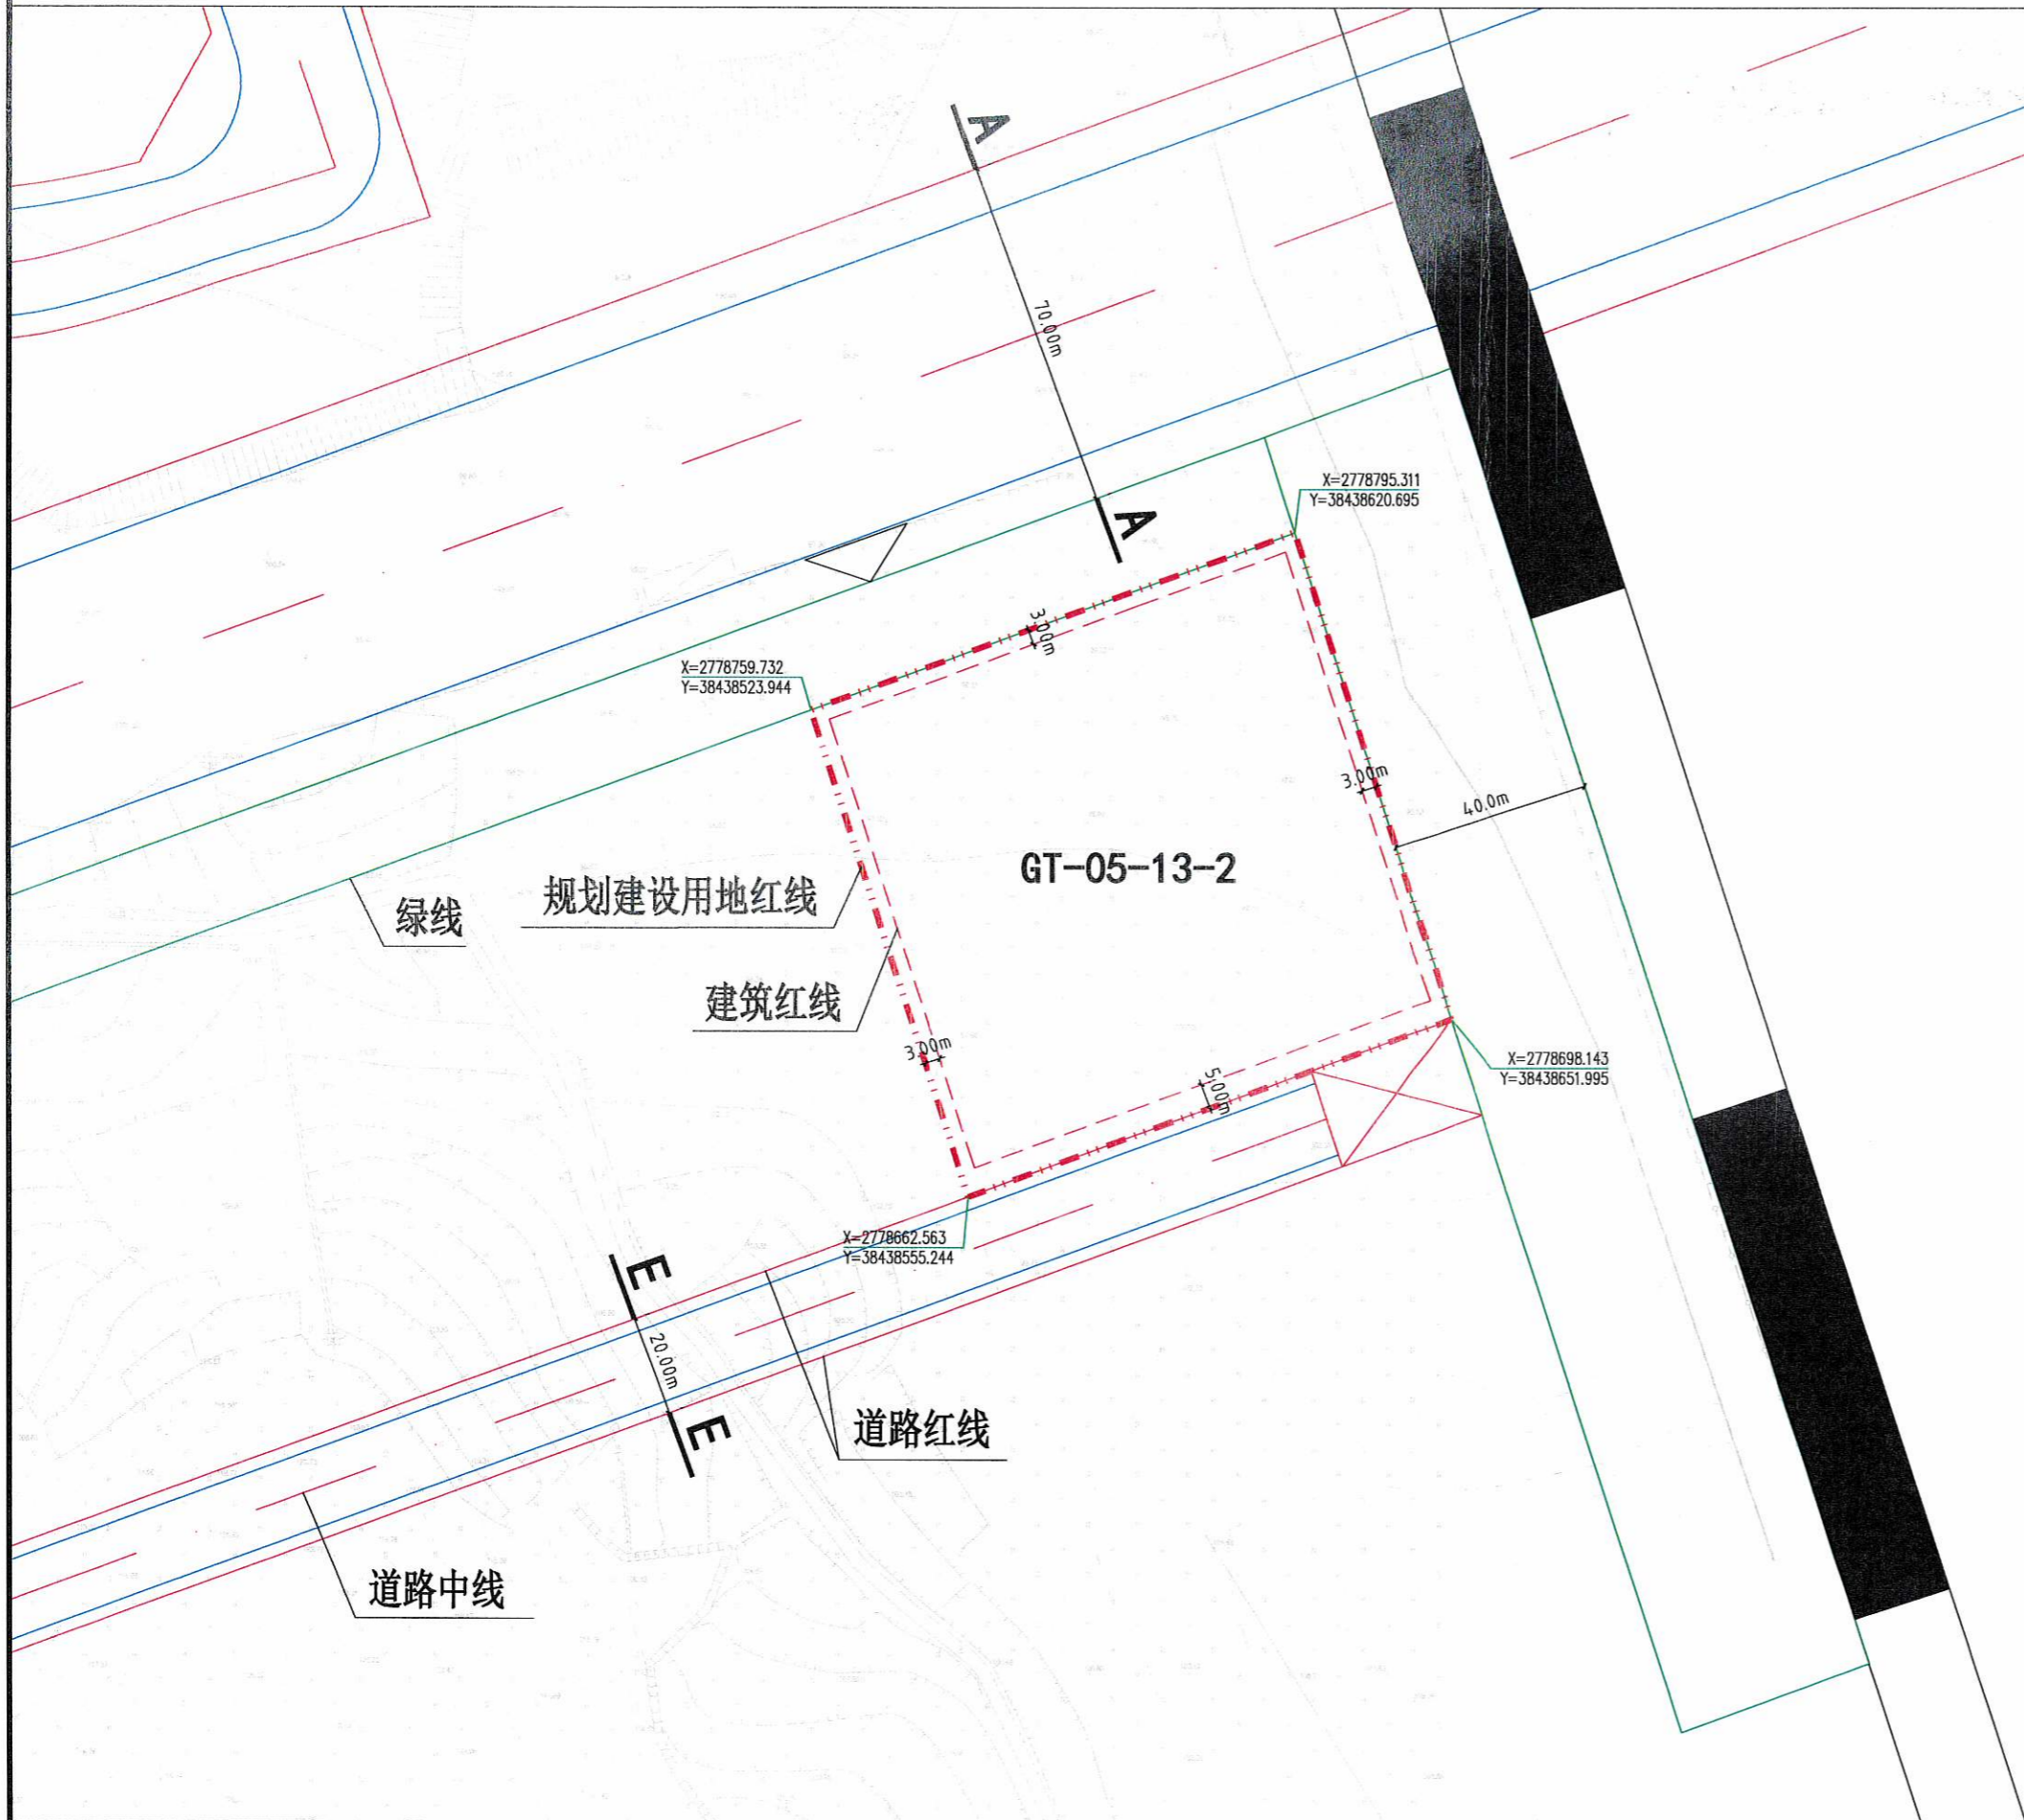 A
70.00m
A
X=2778795.311
Y=38438620.695
3.00m
X=2778759.732
Y=38438523.944
3.00m
40.0m
GT-05-13-2
规划建设用地红线
绿线
建筑红线
3.00m
X=2778698.143
Y=38438651.995
5.00m
X=2778662.563
Y=38438555.244
E
20.00m
E
道路红线
道路中线